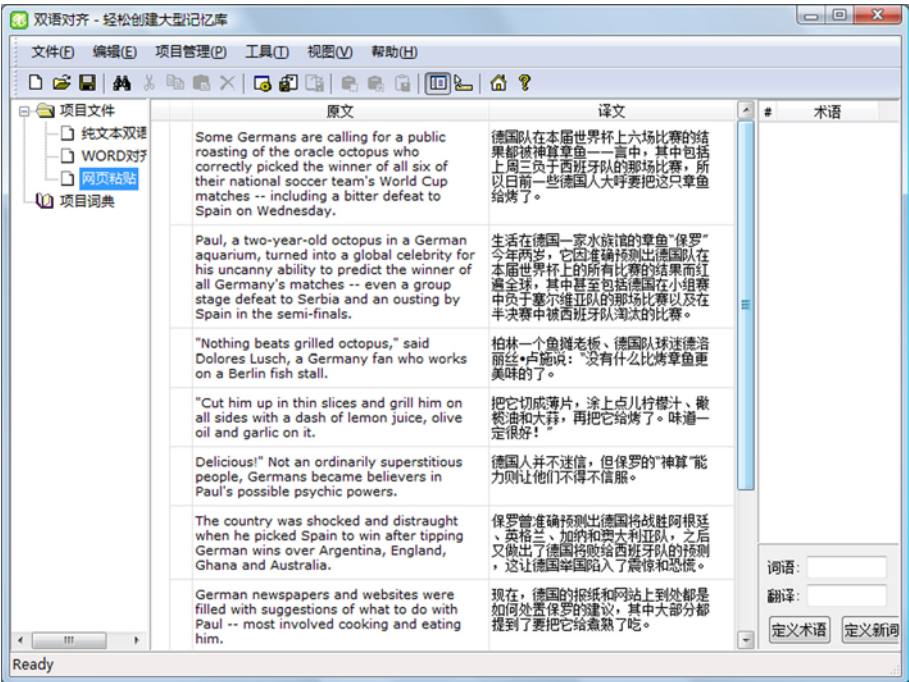 双语对齐 - 轻松创建大型记忆库
文件(F) 编辑(E) 项目管理(P) 工具(T) 视图(V) 帮助(H)
项目文件
纯文本双语
WORD对齐
网页粘贴
项目词典
原文
译文
Some Germans are calling for a public
roasting of the oracle octopus who
correctly picked the winner of all six of
their national soccer team's World Cup
matches -- including a bitter defeat to
Spain on Wednesday.
德国队在本届世界杯上六场比赛的结
果都被神算章鱼一一言中，其中包括
上周三负于西班牙队的那场比赛，所
以日前一些德国人大呼要把这只章鱼
给烤了。
Paul, a two-year-old octopus in a German
aquarium, turned into a global celebrity for
his uncanny ability to predict the winner of
all Germany's matches -- even a group
stage defeat to Serbia and an ousting by
Spain in the semi-finals.
生活在德国一家水族馆的章鱼“保罗”
今年两岁，它因准确预测出德国队在
本届世界杯上的所有比赛的结果而红
遍全球，其中甚至包括德国在小组赛
中负于塞尔维亚队的那场比赛以及在
半决赛中被西班牙队淘汰的比赛。
"Nothing beats grilled octopus," said
Dolores Lusch, a Germany fan who works
on a Berlin fish stall.
柏林一个鱼摊老板、德国队球迷德洛
丽丝•卢施说：“没有什么比烤章鱼更
美味的了。
"Cut him up in thin slices and grill him on
all sides with a dash of lemon juice, olive
oil and garlic on it.
把它切成薄片，涂上点儿柠檬汁、橄
榄油和大蒜，再把它给烤了。味道一
定很好！”
Delicious!" Not an ordinarily superstitious
people, Germans became believers in
Paul's possible psychic powers.
德国人并不迷信，但保罗的“神算”能
力则让他们不得不信服。
The country was shocked and distraught
when he picked Spain to win after tipping
German wins over Argentina, England,
Ghana and Australia.
保罗曾准确预测出德国将战胜阿根廷
、英格兰、加纳和澳大利亚队，之后
又做出了德国将败给西班牙队的预测
，这让德国举国陷入了震惊和恐慌。
German newspapers and websites were
filled with suggestions of what to do with
Paul -- most involved cooking and eating
him.
现在，德国的报纸和网站上到处都是
如何处置保罗的建议，其中大部分都
提到了要把它给煮熟了吃。
# 术语
词语:
翻译:
定义术语 定义新词
Ready